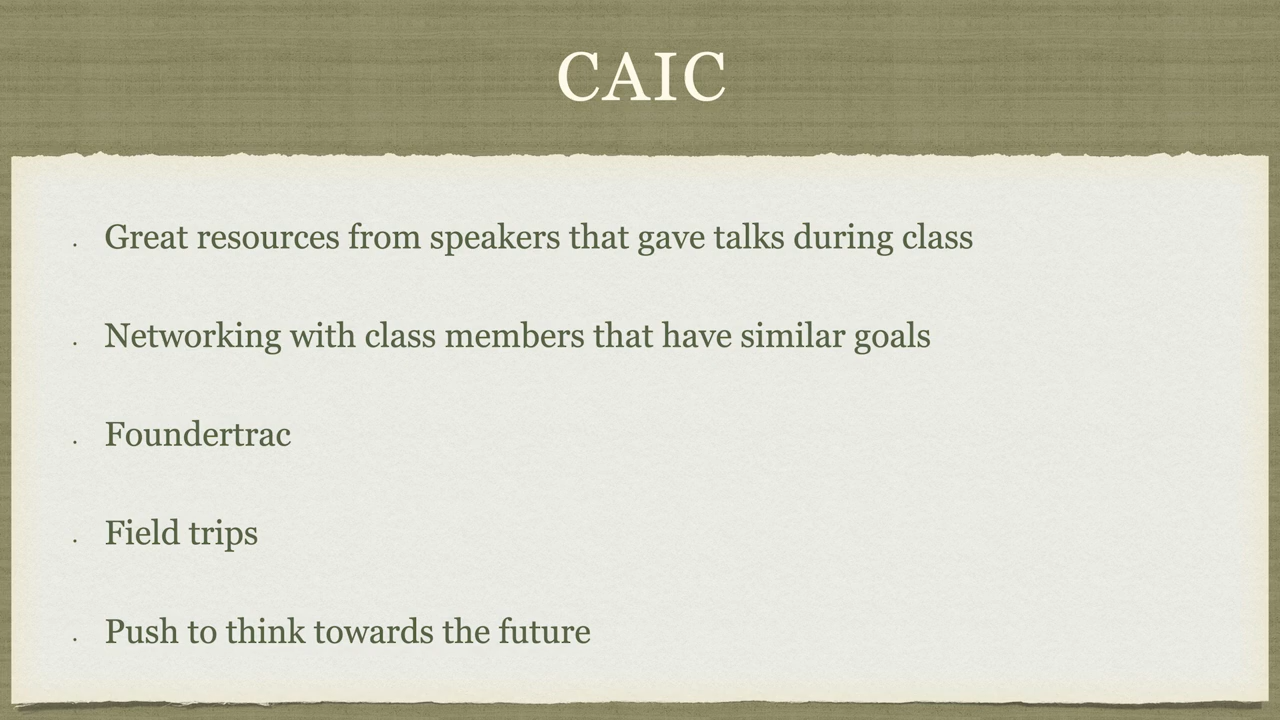 CAIC
. Great resources from speakers that gave talks during class
. Networking with class members that have similar goals
. Foundertrac
. Field trips
. Push to think towards the future